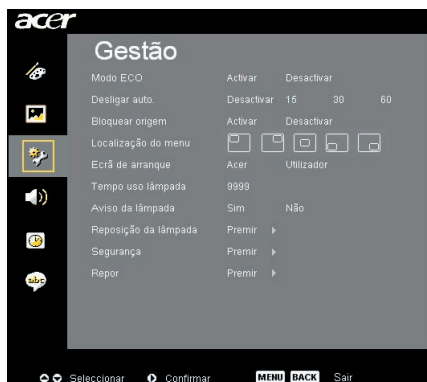 acer
Gestão
Modo ECO Activar Desactivar
Desligar auto. Desactivar 15 30 60
Bloquear origem Activar Desactivar
Localização do menu
Ecrã de arranque Acer Utilizador
Tempo uso lâmpada 9999
Aviso da lâmpada Sim Não
Reposição da lâmpada Premir
Segurança Premir
Repor Premir
abc
Seleccionar Confirmar MENU BACK Sair